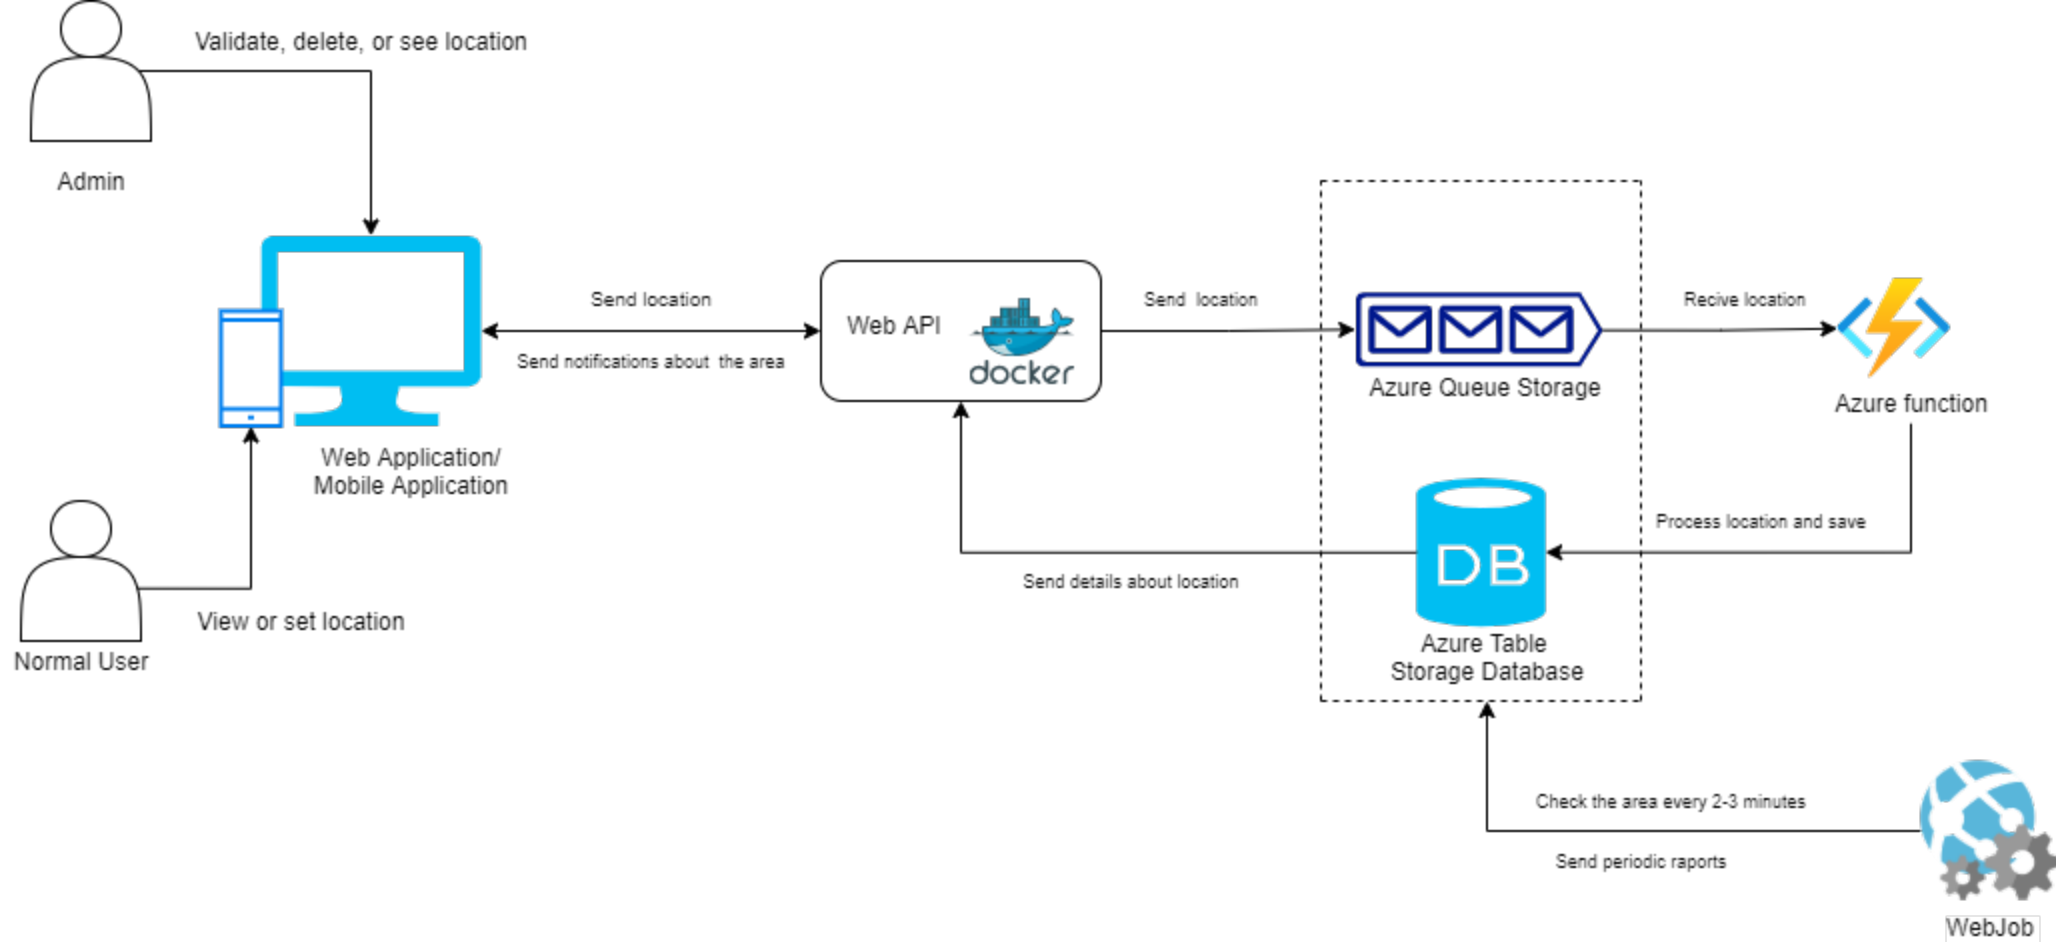 Validate, delete, or see location
Admin
Send location
Send notifications about the area
Web API
docker
Send location
Azure Queue Storage
Recive location
Azure function
Web Application/
Mobile Application
View or set location
Normal User
Send details about location
DB
Azure Table
Storage Database
Process location and save
Check the area every 2-3 minutes
Send periodic raports
WebJob